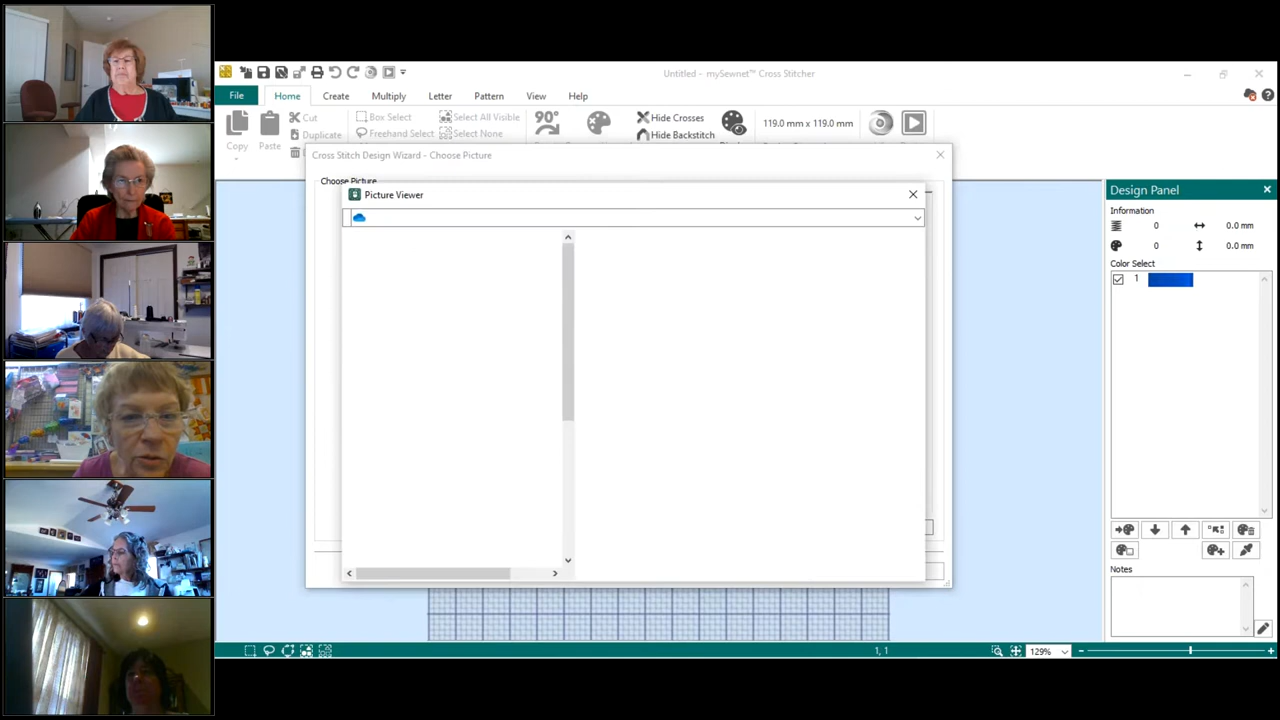 Untitled - mySewnet™ Cross Stitcher
File Home Create Multiply Letter Pattern View Help
Copy
Paste
Cut
Duplicate
Box Select
Freehand Select
Select All Visible
Select None
90°
Hide Crosses
Hide Backstitch
119.0 mm x 119.0 mm
Cross Stitch Design Wizard - Choose Picture
Choose Picture
Picture Viewer
Design Panel
Information
0 0.0 mm
0 0.0 mm
Color Select
1
Notes
1, 1
129%